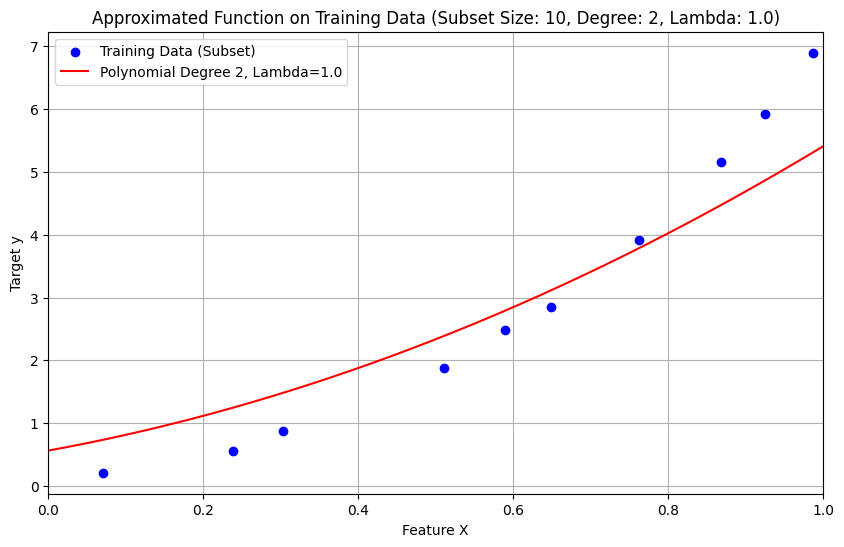 Approximated Function on Training Data (Subset Size: 10, Degree: 2, Lambda: 1.0)
Training Data (Subset)
Polynomial Degree 2, Lambda=1.0
7
6
5
4
3
2
1
0
Target y
0.0 0.2 0.4 0.6 0.8 1.0
Feature X